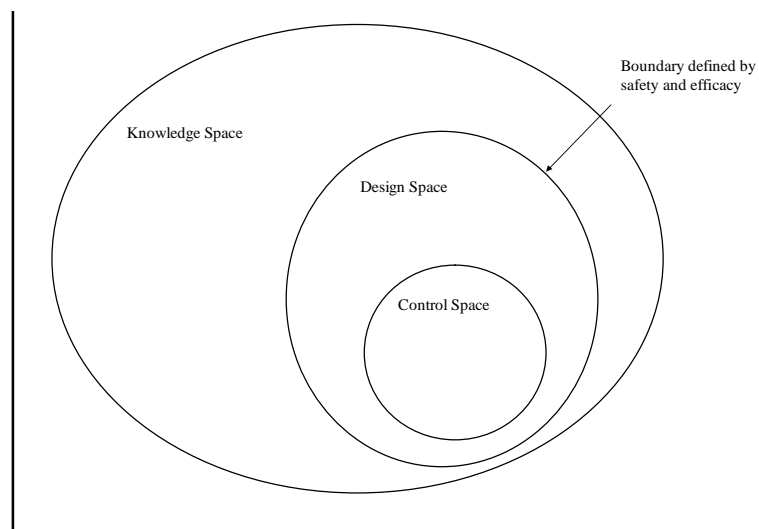 Boundary defined by
safety and efficacy
Knowledge Space
Design Space
Control Space